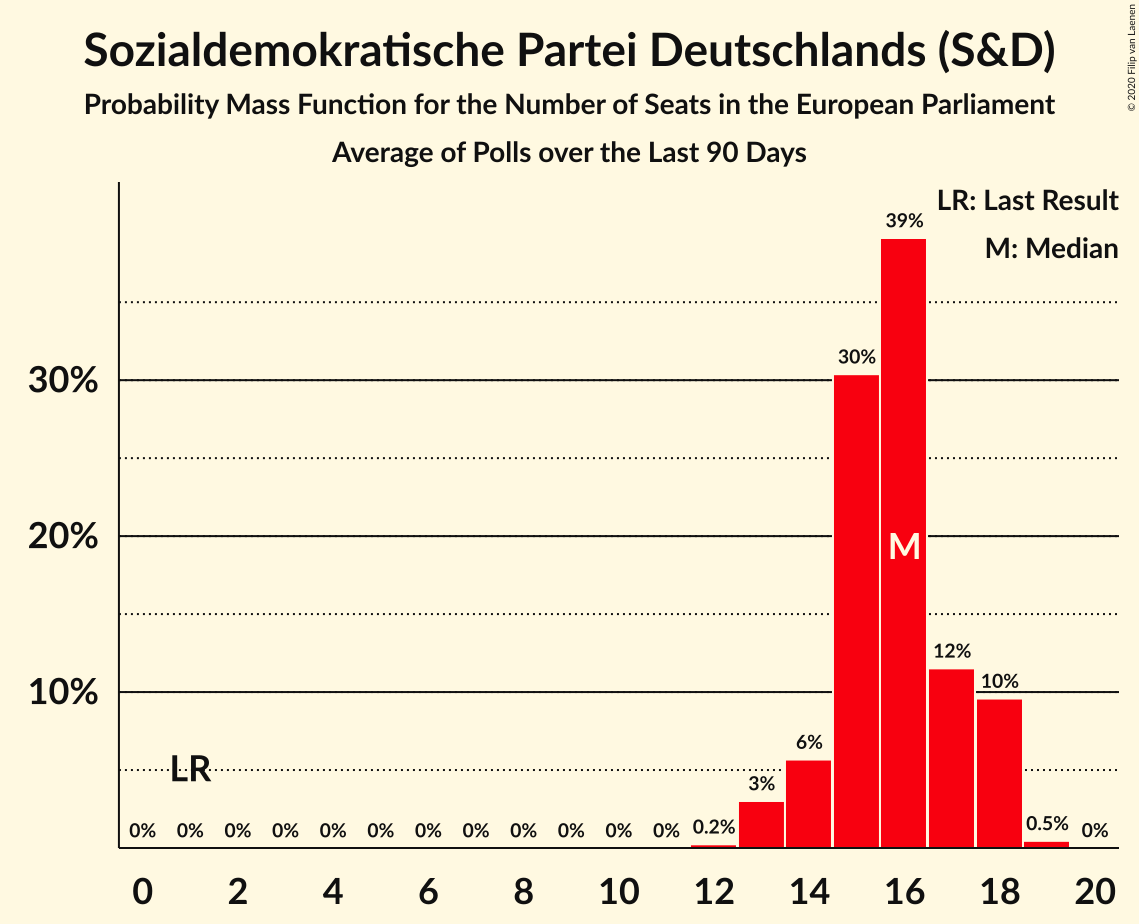 Sozialdemokratische Partei Deutschlands (S&D)
Probability Mass Function for the Number of Seats in the European Parliament
Average of Polls over the Last 90 Days
© 2020 Filip van Laenen
LR: Last Result
M: Median
39%
30%
30%
20%
M
12%
10%
10%
6%
LR
3%
0% 0% 0% 0% 0% 0% 0% 0% 0% 0% 0% 0% 0.2% 0.5% 0%
0 2 4 6 8 10 12 14 16 18 20